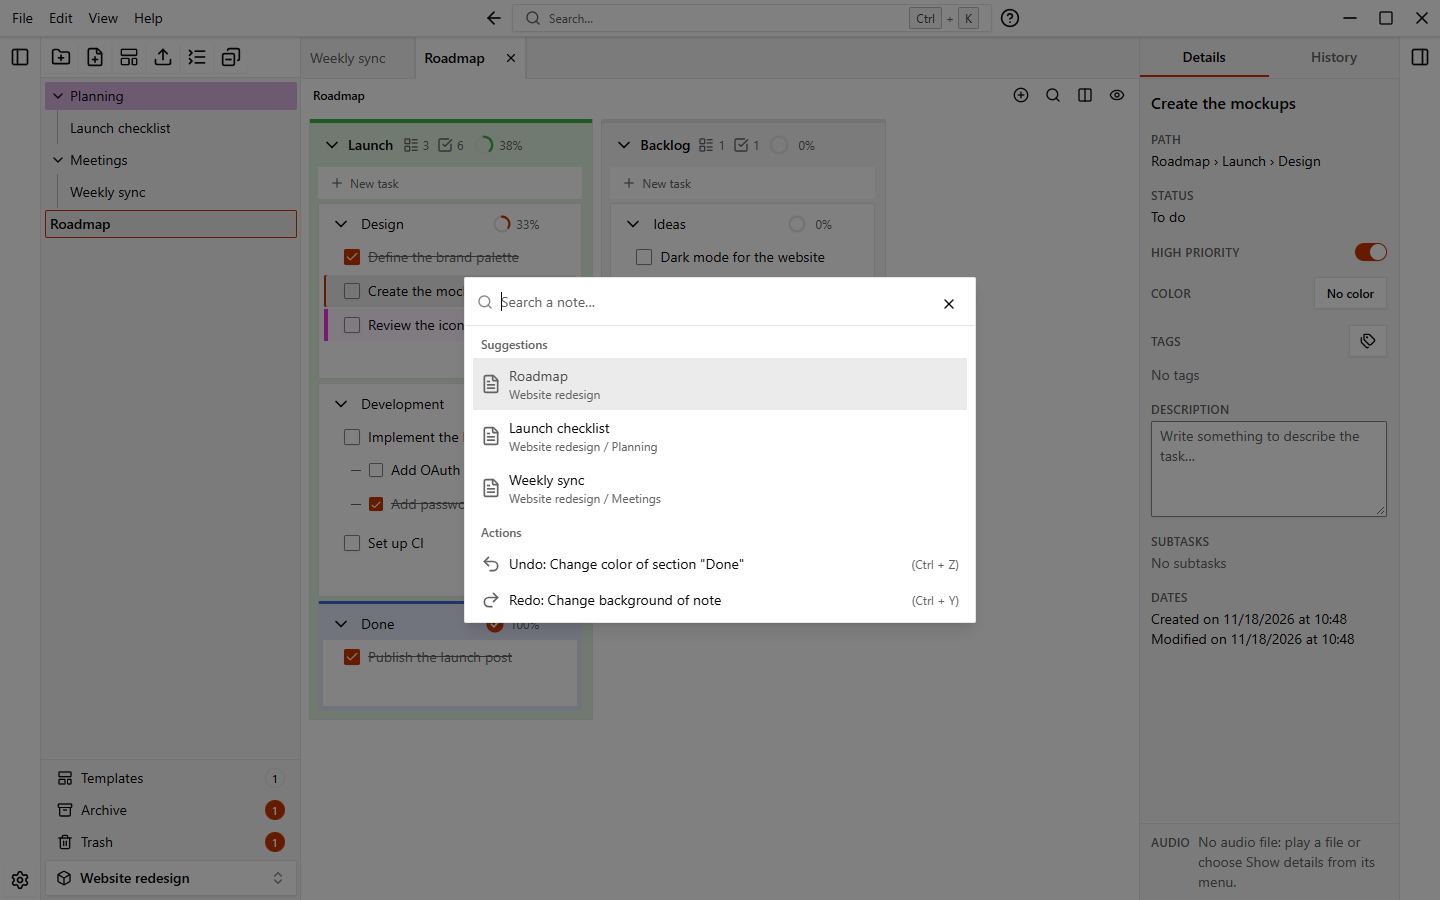 File Edit View Help
Search...
Ctrl + K
Weekly sync
Roadmap
Details
History
Planning
Launch checklist
Meetings
Weekly sync
Roadmap
Roadmap
Launch 3 6 38%
New task
Design 33%
Define the brand palette
Create the moc
Review the icon
Development
Implement the
Add OAuth
Add passwo
Set up CI
Done 100%
Publish the launch post
Backlog 1 1 0%
New task
Ideas 0%
Dark mode for the website
Search a note...
Suggestions
Roadmap
Website redesign
Launch checklist
Website redesign / Planning
Weekly sync
Website redesign / Meetings
Actions
Undo: Change color of section "Done" (Ctrl + Z)
Redo: Change background of note (Ctrl + Y)
Create the mockups
PATH
Roadmap › Launch › Design
STATUS
To do
HIGH PRIORITY
COLOR No color
TAGS
No tags
DESCRIPTION
Write something to describe the
task...
SUBTASKS
No subtasks
DATES
Created on 11/18/2026 at 10:48
Modified on 11/18/2026 at 10:48
AUDIO No audio file: play a file or
choose Show details from its
menu.
Templates 1
Archive 1
Trash 1
Website redesign